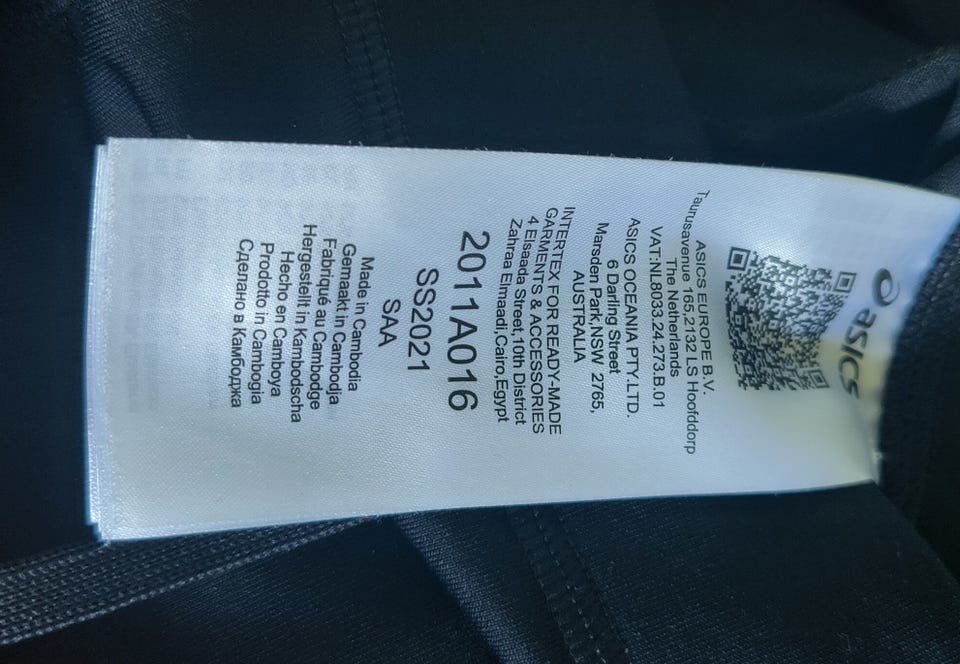 asics
ASICS EUROPE B.V.
Taurusavenue 165,2132 LS Hoofddorp
The Netherlands
VAT:NL8033.24.273.B.01
ASICS OCEANIA PTY.LTD.
6 Darling Street
Marsden Park,NSW 2765,
AUSTRALIA
INTERTEX FOR READY-MADE
GARMENTS & ACCESSORIES
4 Elsaada Street,10th District
Zahraa Elmaadi,Cairo,Egypt
2011A016
SS2021
SAA
Made in Cambodia
Gemaakt in Cambodja
Fabriqué au Cambodge
Hergestellt in Kambodscha
Hecho en Camboya
Prodotto in Cambogia
Сделано в Камбоджа